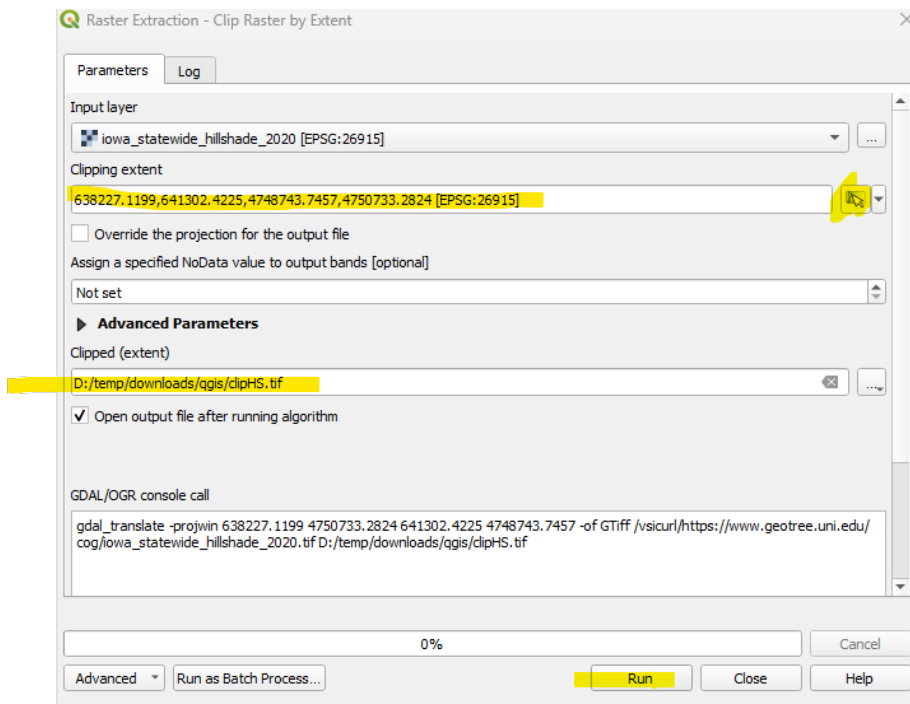 Raster Extraction - Clip Raster by Extent
Parameters
Log
Input layer
iowa_statewide_hillshade_2020 [EPSG:26915]
...
Clipping extent
638227.1199,641302.4225,4748743.7457,4750733.2824 [EPSG:26915]
Override the projection for the output file
Assign a specified NoData value to output bands [optional]
Not set
Advanced Parameters
Clipped (extent)
D:/temp/downloads/qgis/clipHS.tif
...
Open output file after running algorithm
GDAL/OGR console call
gdal_translate -projwin 638227.1199 4750733.2824 641302.4225 4748743.7457 -of GTiff /vsicurl/https://www.geotree.uni.edu/
cog/iowa_statewide_hillshade_2020.tif D:/temp/downloads/qgis/clipHS.tif
0%
Cancel
Advanced
Run as Batch Process...
Run
Close
Help